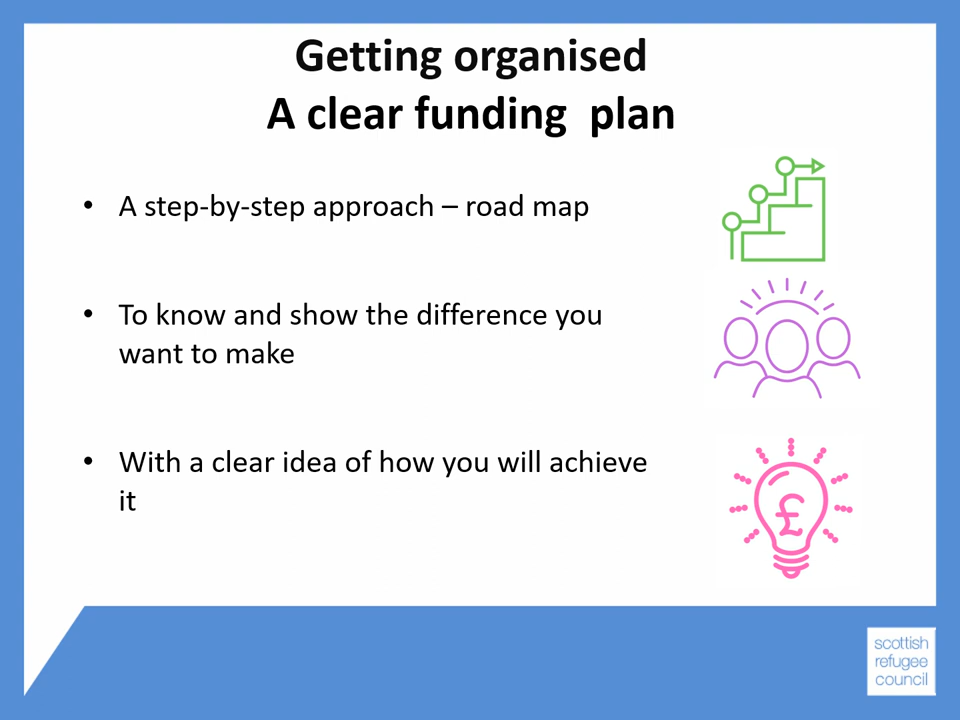 Getting organised
A clear funding  plan
• A step-by-step approach – road map
• To know and show the difference you
want to make
• With a clear idea of how you will achieve
it
£
scottish
refugee
council